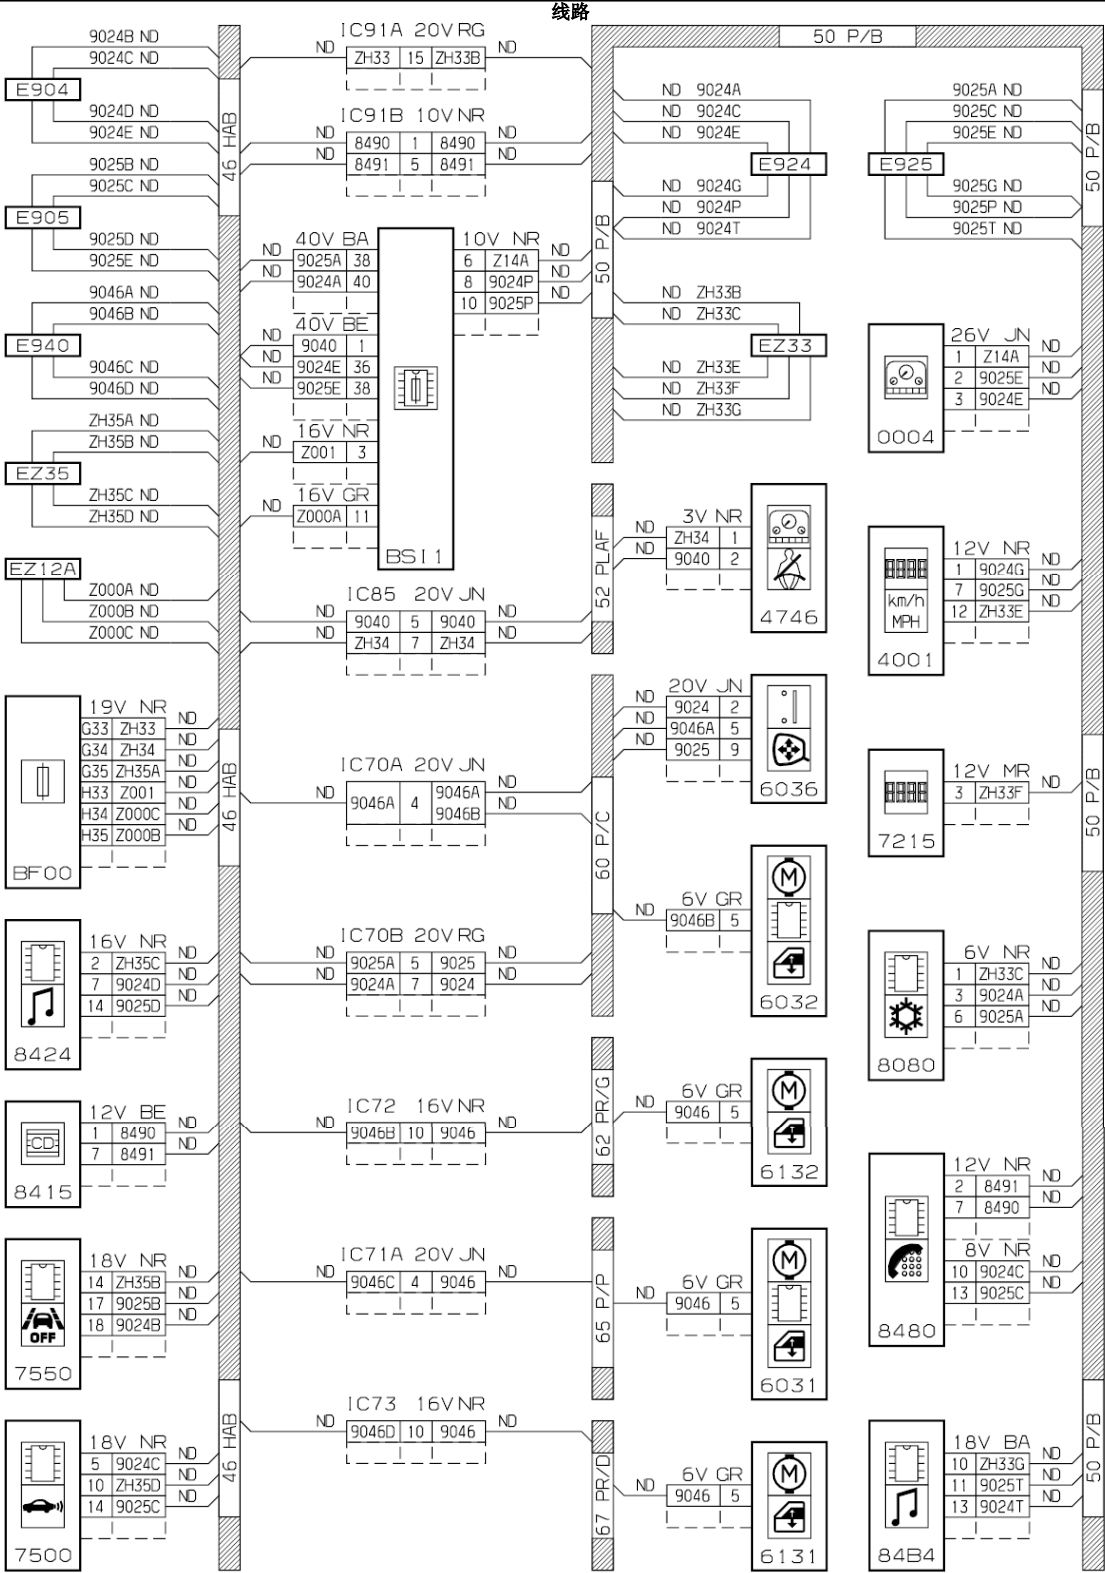 线路
9024B ND
9024C ND
E904
9024D ND
9024E ND
9025B ND
9025C ND
E905
9025D ND
9025E ND
9046A ND
9046B ND
E940
9046C ND
9046D ND
ZH35A ND
ZH35B ND
EZ35
ZH35C ND
ZH35D ND
EZ12A
Z000A ND
Z000B ND
Z000C ND
19V NR
G33 ZH33 ND
G34 ZH34 ND
G35 ZH35A ND
H33 Z001 ND
H34 Z000C ND
H35 Z000B ND
BF00
16V NR
2 ZH35C ND
7 9024D ND
14 9025D ND
8424
12V BE
1 8490 ND
7 8491 ND
CD
8415
18V NR
14 ZH35B ND
17 9025B ND
18 9024B ND
OFF
7550
18V NR
5 9024C ND
10 ZH35D ND
14 9025C ND
7500
46 HAB
46 HAB
46 HAB
IC91A 20V RG
ND ZH33 15 ZH33B ND
IC91B 10V NR
ND 8490 1 8490 ND
ND 8491 5 8491 ND
40V BA
ND 9025A 38
ND 9024A 40
40V BE
ND 9040 1
ND 9024E 36
ND 9025E 38
16V NR
ND Z001 3
16V GR
ND Z000A 11
10V NR
6 Z14A ND
8 9024P ND
10 9025P ND
BSI1
IC85 20V JN
ND 9040 5 9040 ND
ND ZH34 7 ZH34 ND
IC70A 20V JN
ND 9046A 4 9046A ND
9046B ND
IC70B 20V RG
ND 9025A 5 9025 ND
ND 9024A 7 9024 ND
IC72 16V NR
ND 9046B 10 9046 ND
IC71A 20V JN
ND 9046C 4 9046 ND
IC73 16V NR
ND 9046D 10 9046 ND
50 P/B
50 P/B
52 PLAF
60 P/C
62 PR/G
65 P/P
67 PR/D
ND 9024A
ND 9024C
ND 9024E
E924
ND 9024G
ND 9024P
ND 9024T
ND ZH33B
ND ZH33C
EZ33
ND ZH33E
ND ZH33F
ND ZH33G
3V NR
ND ZH34 1
ND 9040 2
4746
20V JN
ND 9024 2
ND 9046A 5
ND 9025 9
6036
6V GR
ND 9046B 5
M
6032
6V GR
ND 9046 5
M
6132
6V GR
ND 9046 5
M
6031
6V GR
ND 9046 5
M
6131
9025A ND
9025C ND
9025E ND
E925
9025G ND
9025P ND
9025T ND
26V JN
1 Z14A ND
2 9025E ND
3 9024E ND
0004
12V NR
1 9024G ND
7 9025G ND
12 ZH33E ND
km/h
MPH
4001
12V MR
3 ZH33F ND
7215
6V NR
1 ZH33C ND
3 9024A ND
6 9025A ND
8080
12V NR
2 8491 ND
7 8490 ND
8V NR
10 9024C ND
13 9025C ND
8480
18V BA
10 ZH33G ND
11 9025T ND
13 9024T ND
84B4
50 P/B
50 P/B
50 P/B